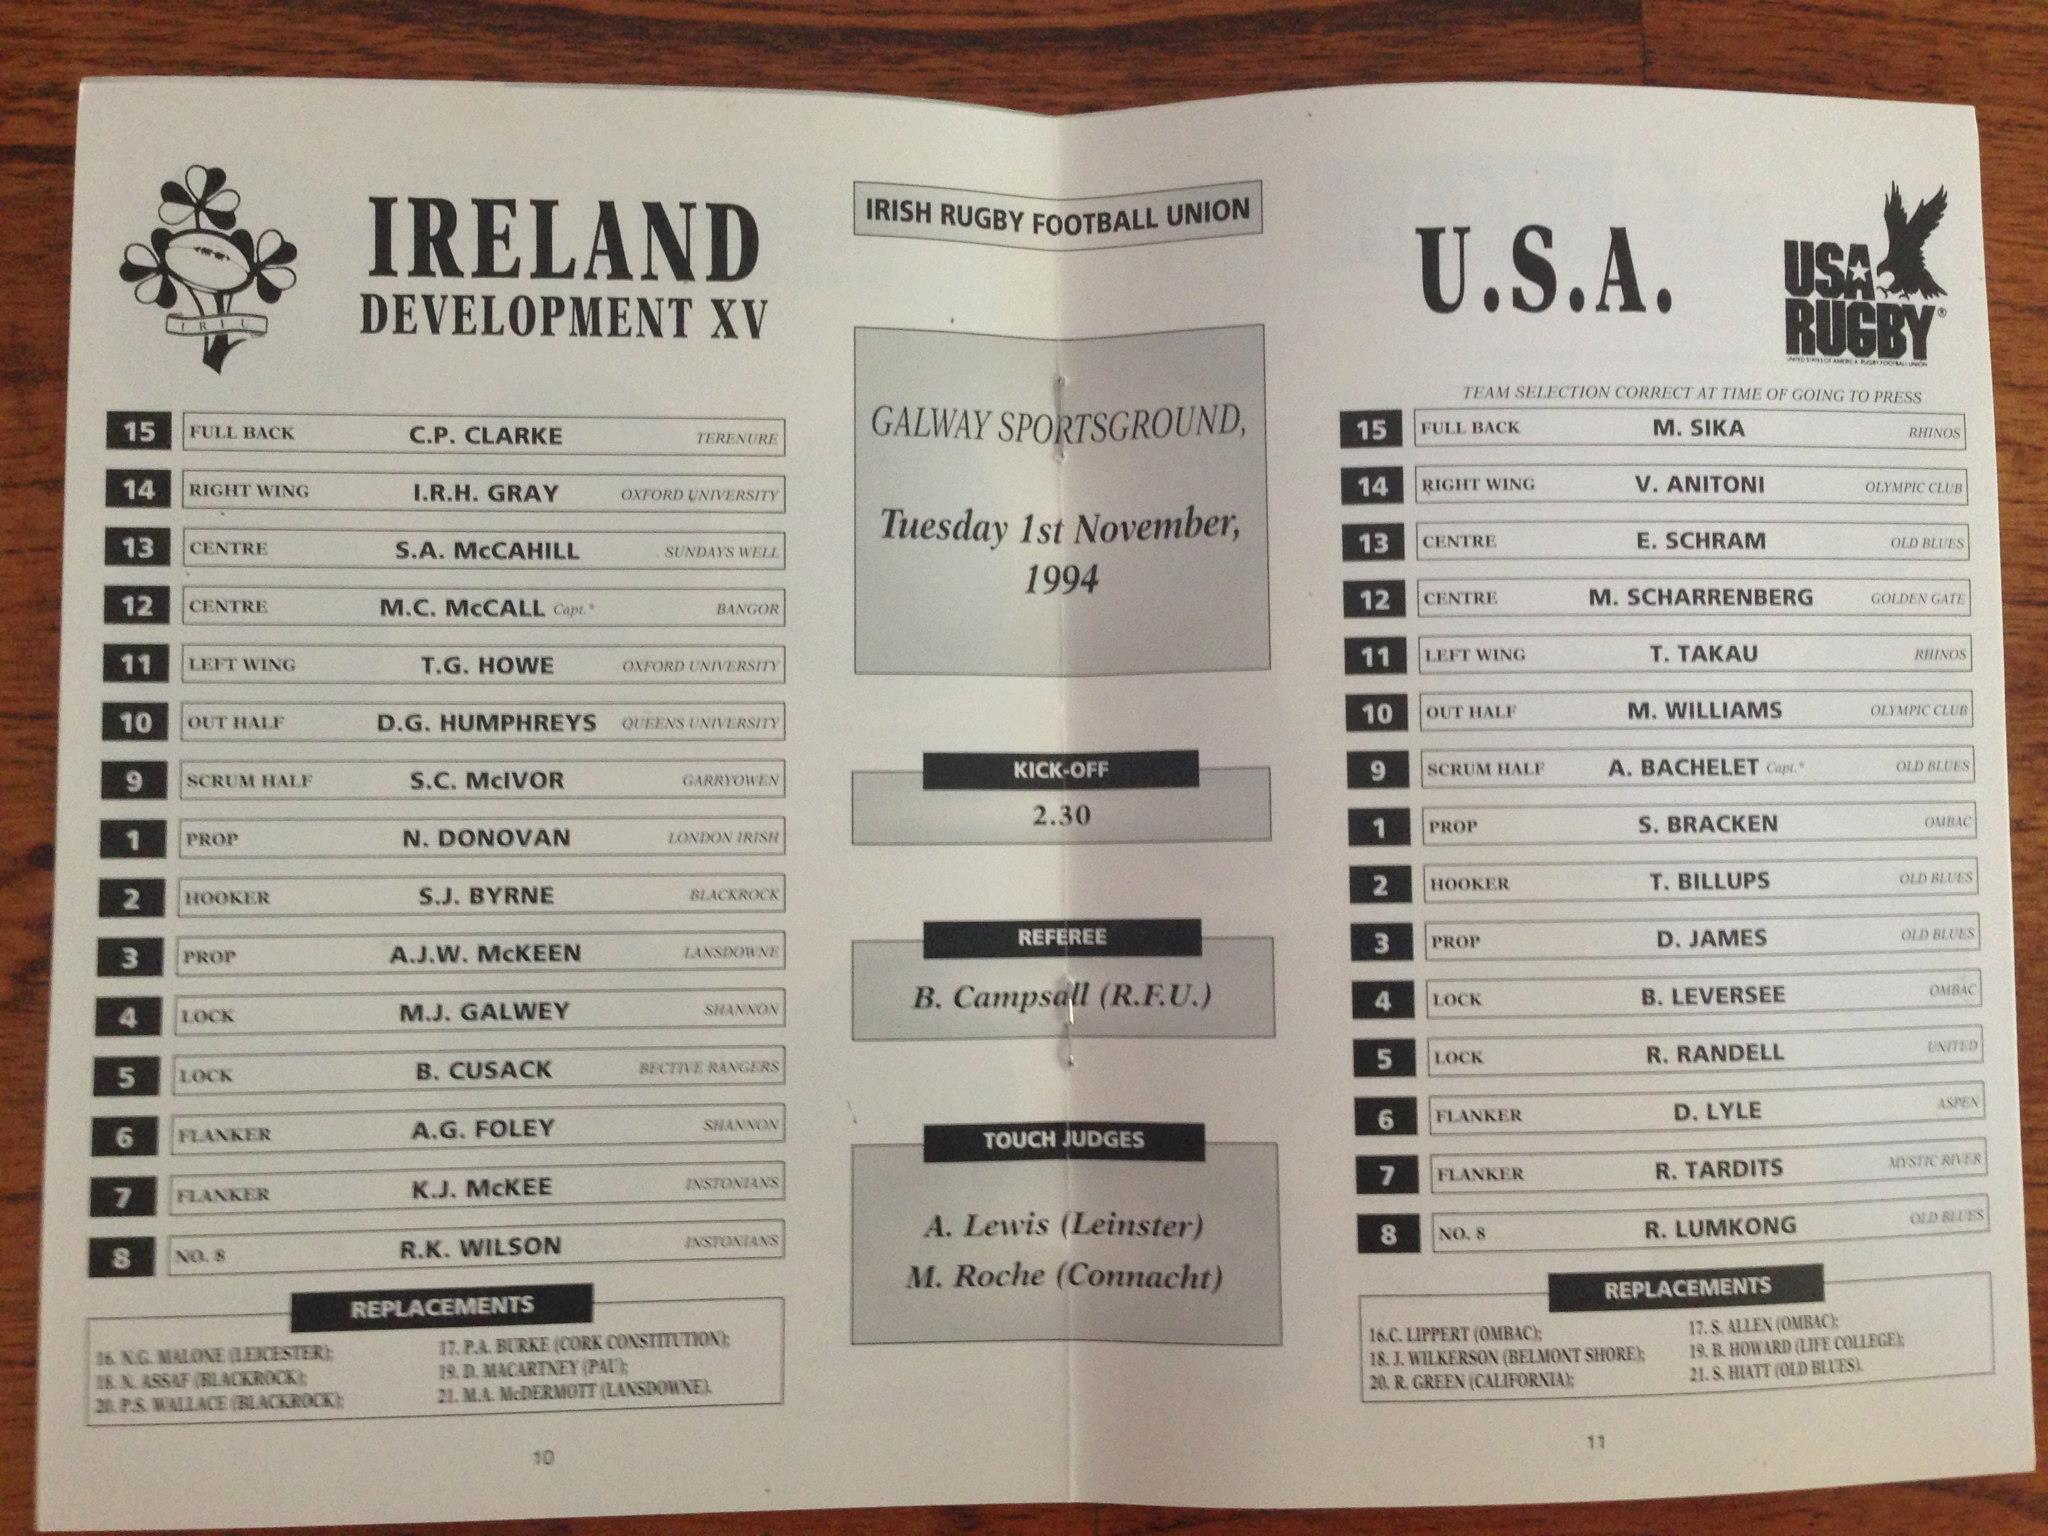 IRELAND
DEVELOPMENT XV
IRFU
15 FULL BACK C.P. CLARKE TERENURE
14 RIGHT WING I.R.H. GRAY OXFORD UNIVERSITY
13 CENTRE S.A. McCAHILL SUNDAYS WELL
12 CENTRE M.C. McCALL Capt.* BANGOR
11 LEFT WING T.G. HOWE OXFORD UNIVERSITY
10 OUT HALF D.G. HUMPHREYS QUEENS UNIVERSITY
9 SCRUM HALF S.C. McIVOR GARRYOWEN
1 PROP N. DONOVAN LONDON IRISH
2 HOOKER S.J. BYRNE BLACKROCK
3 PROP A.J.W. McKEEN LANSDOWNE
4 LOCK M.J. GALWEY SHANNON
5 LOCK B. CUSACK BECTIVE RANGERS
6 FLANKER A.G. FOLEY SHANNON
7 FLANKER K.J. McKEE INSTONIANS
8 NO. 8 R.K. WILSON INSTONIANS
REPLACEMENTS
16. N.G. MALONE (LEICESTER); 17. P.A. BURKE (CORK CONSTITUTION);
18. N. ASSAF (BLACKROCK); 19. D. MACARTNEY (PAU);
20. P.S. WALLACE (BLACKROCK); 21. M.A. McDERMOTT (LANSDOWNE).
10
IRISH RUGBY FOOTBALL UNION
GALWAY SPORTSGROUND,
Tuesday 1st November,
1994
KICK-OFF
2.30
REFEREE
B. Campsall (R.F.U.)
TOUCH JUDGES
A. Lewis (Leinster)
M. Roche (Connacht)
U.S.A.
USA
RUGBY®
UNITED STATES OF AMERICA RUGBY FOOTBALL UNION
TEAM SELECTION CORRECT AT TIME OF GOING TO PRESS
15 FULL BACK M. SIKA RHINOS
14 RIGHT WING V. ANITONI OLYMPIC CLUB
13 CENTRE E. SCHRAM OLD BLUES
12 CENTRE M. SCHARRENBERG GOLDEN GATE
11 LEFT WING T. TAKAU RHINOS
10 OUT HALF M. WILLIAMS OLYMPIC CLUB
9 SCRUM HALF A. BACHELET Capt.* OLD BLUES
1 PROP S. BRACKEN OMBAC
2 HOOKER T. BILLUPS OLD BLUES
3 PROP D. JAMES OLD BLUES
4 LOCK B. LEVERSEE OMBAC
5 LOCK R. RANDELL UNITED
6 FLANKER D. LYLE ASPEN
7 FLANKER R. TARDITS MYSTIC RIVER
8 NO. 8 R. LUMKONG OLD BLUES
REPLACEMENTS
16.C. LIPPERT (OMBAC); 17. S. ALLEN (OMBAC);
18. J. WILKERSON (BELMONT SHORE); 19. B. HOWARD (LIFE COLLEGE);
20. R. GREEN (CALIFORNIA); 21. S. HIATT (OLD BLUES).
11